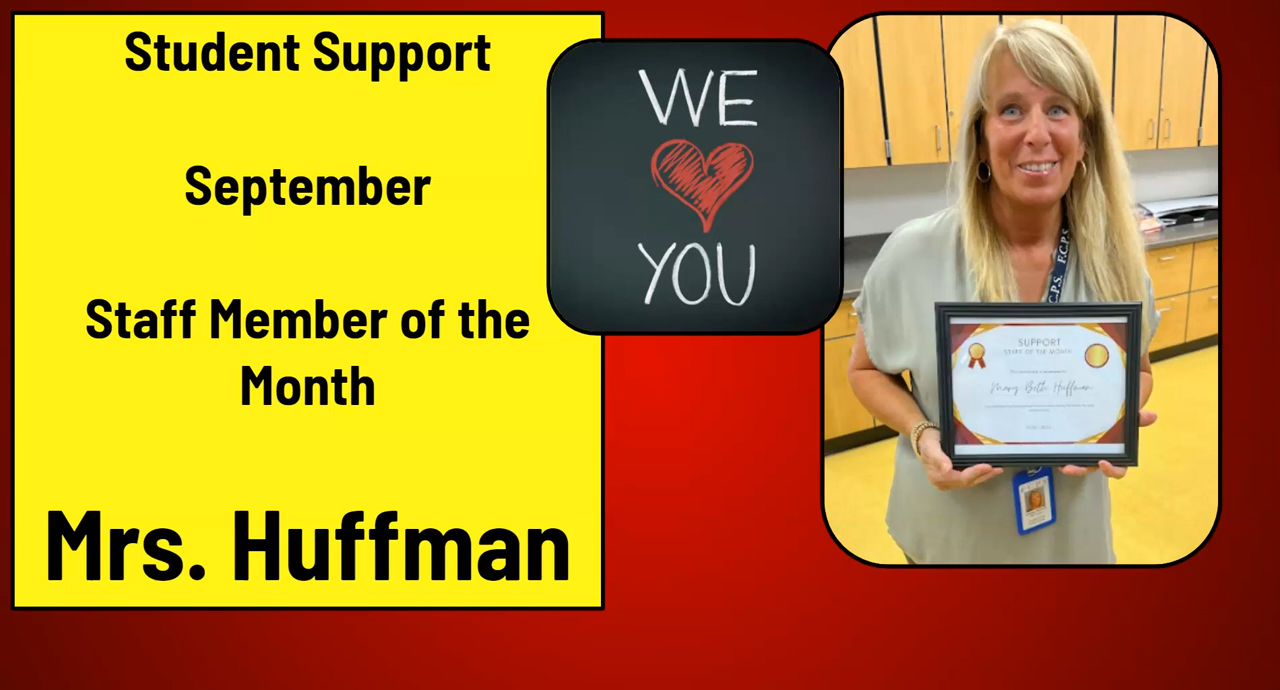 Student Support
September
Staff Member of the
Month
Mrs. Huffman
WE
YOU
F.C.P.S.
C.P.S.
SUPPORT
STAFF OF THE MONTH
Mary Beth Huffman